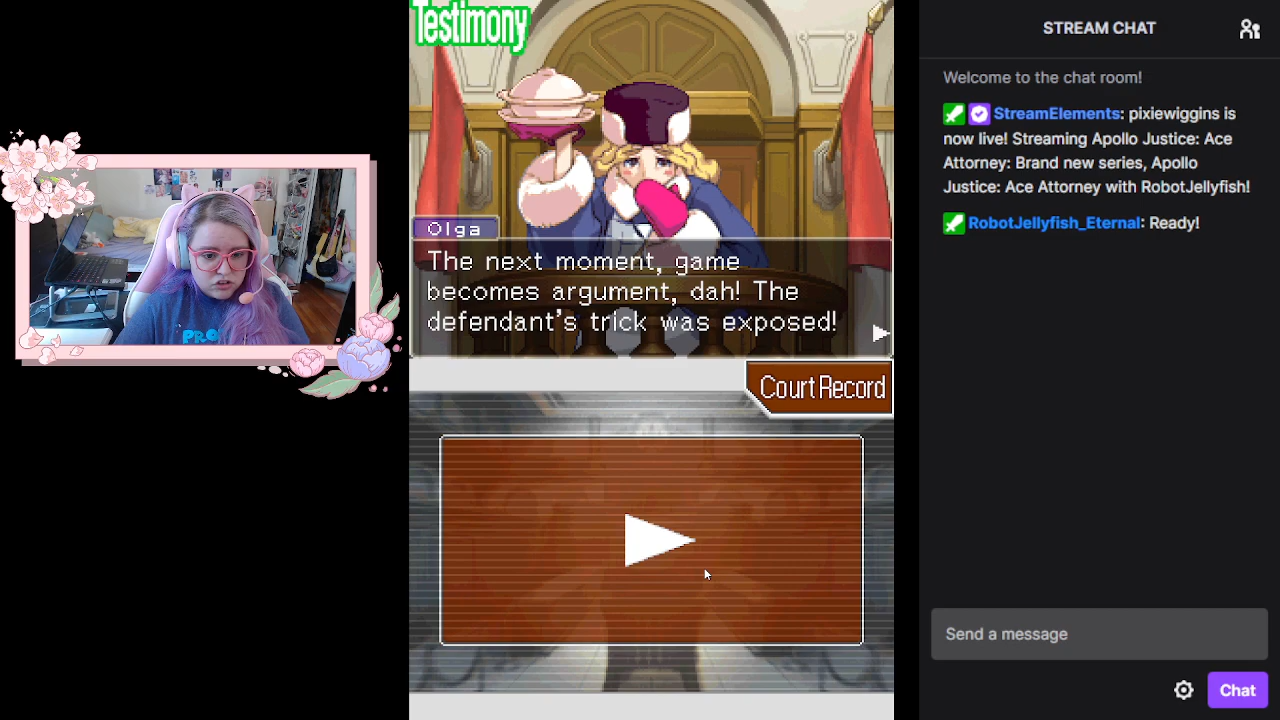 Testimony
Olga
The next moment, game
becomes argument, dah! The
defendant's trick was exposed!
Court Record
PRO
STREAM CHAT
Welcome to the chat room!
StreamElements: pixiewiggins is
now live! Streaming Apollo Justice: Ace
Attorney: Brand new series, Apollo
Justice: Ace Attorney with RobotJellyfish!
RobotJellyfish_Eternal: Ready!
Send a message
Chat